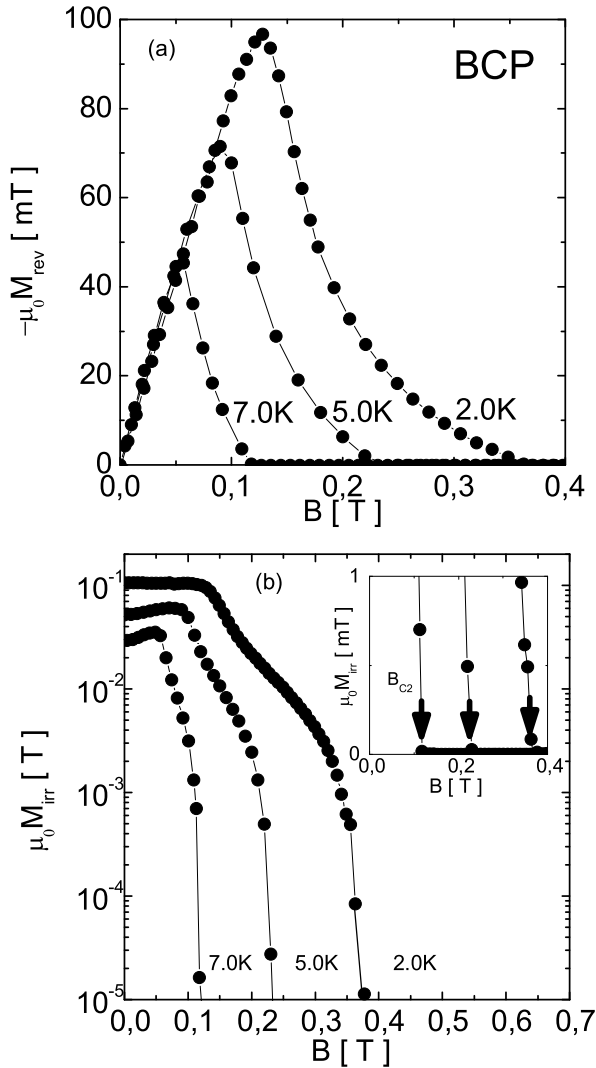 100
(a)
BCP
80
60
−μ₀Mrev [ mT ]
40
20
7.0K
5.0K
2.0K
0
0,0
0,1
0,2
0,3
0,4
B [ T ]
10⁻¹
(b)
1
μ₀Mirr [ mT ]
BC2
0
0,0
0,2
0,4
B [ T ]
10⁻²
μ₀Mirr [ T ]
10⁻³
10⁻⁴
7.0K
5.0K
2.0K
10⁻⁵
0,0
0,1
0,2
0,3
0,4
0,5
0,6
0,7
B [ T ]